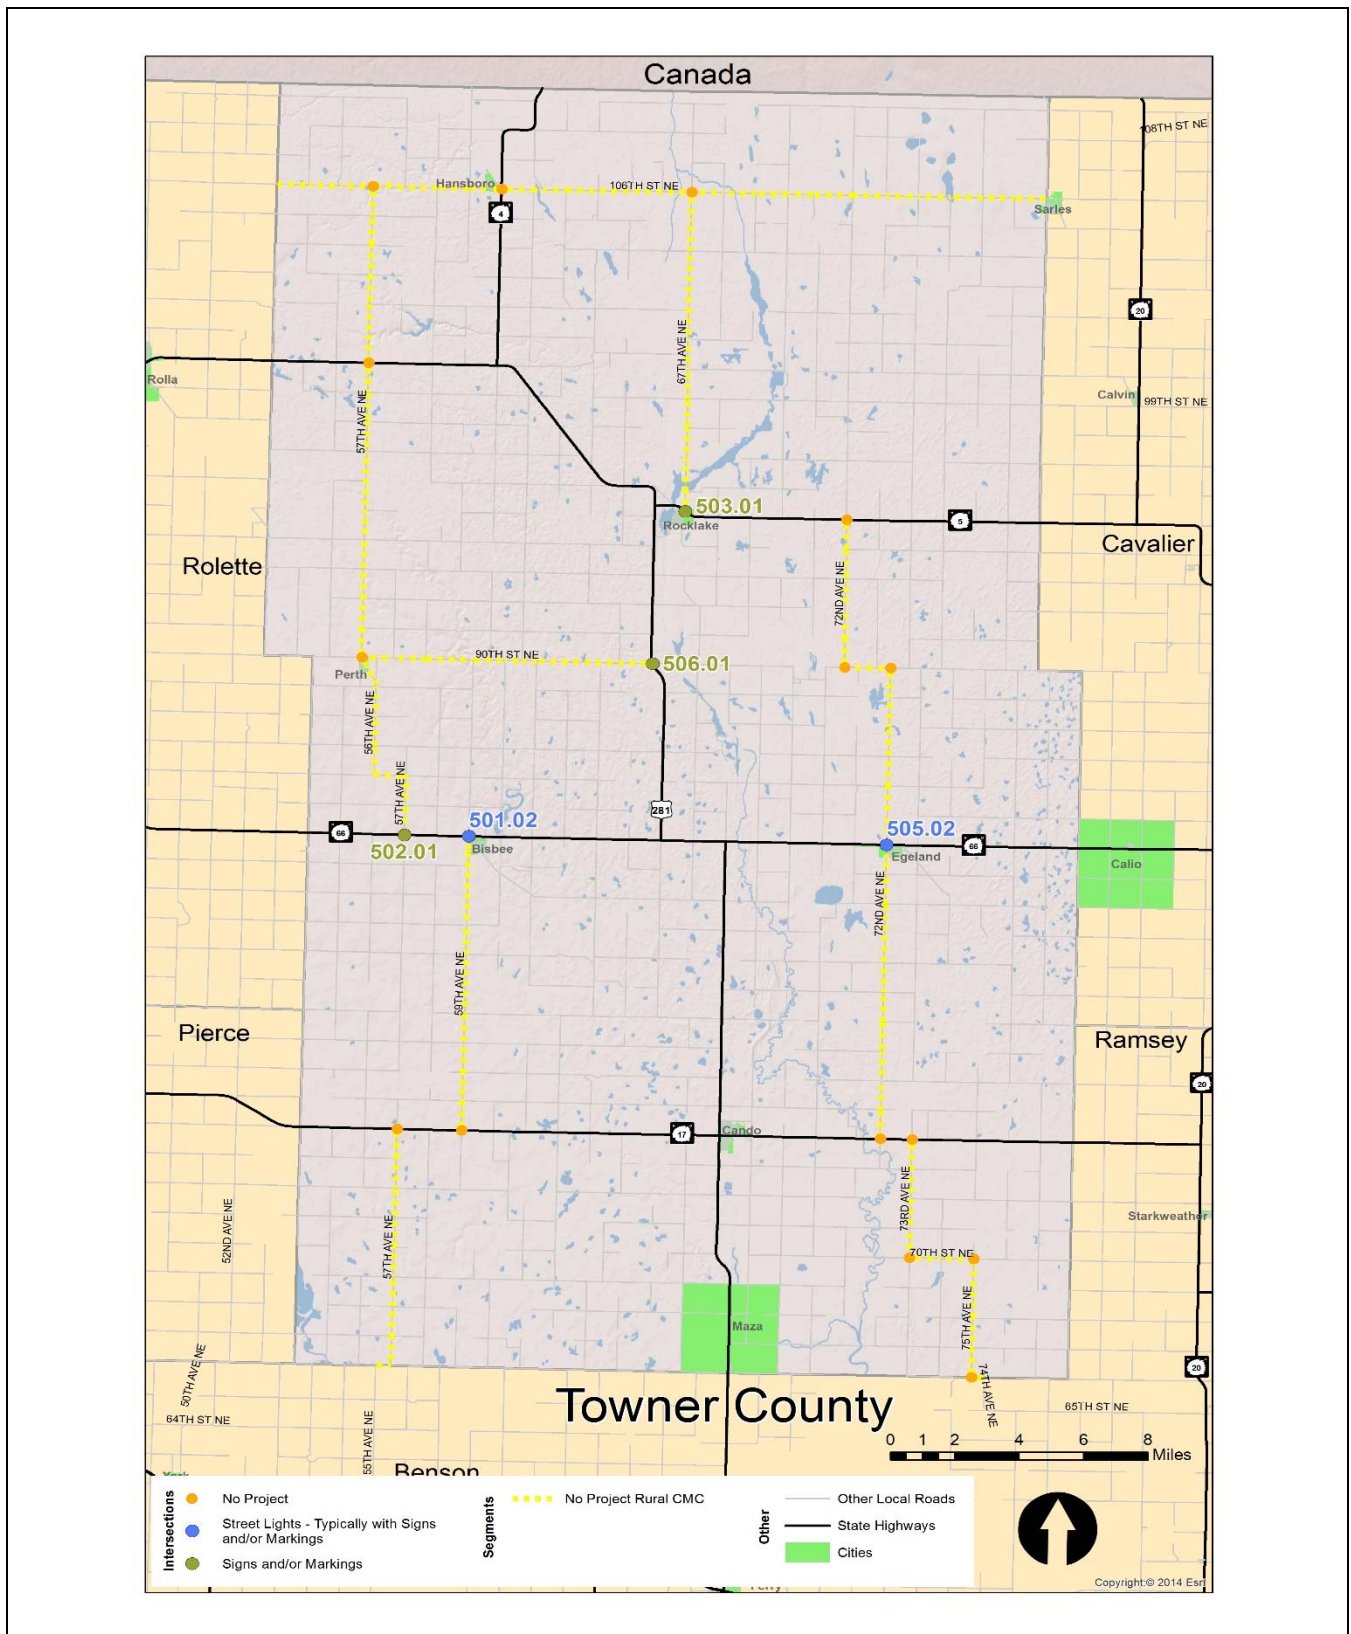 Canada
108TH ST NE
Hansboro
106TH ST NE
4
Sarles
20
67TH AVE NE
Rolla
Calvin
99TH ST NE
57TH AVE NE
503.01
Rocklake
5
Cavalier
Rolette
72ND AVE NE
90TH ST NE
506.01
Perth
56TH AVE NE
57TH AVE NE
281
501.02
505.02
66
502.01
Bisbee
Egeland
66
Calio
72ND AVE NE
59TH AVE NE
Pierce
Ramsey
20
17
Cando
73RD AVE NE
52ND AVE NE
57TH AVE NE
Starkweather
70TH ST NE
75TH AVE NE
Maza
50TH AVE NE
20
74TH AVE NE
Towner County
64TH ST NE
65TH ST NE
55TH AVE NE
0 1 2 4 6 8
Miles
Benson
York
Intersections
No Project
Street Lights - Typically with Signs
and/or Markings
Signs and/or Markings
Segments
No Project Rural CMC
Other
Other Local Roads
State Highways
Cities
Copyright:© 2014 Esri